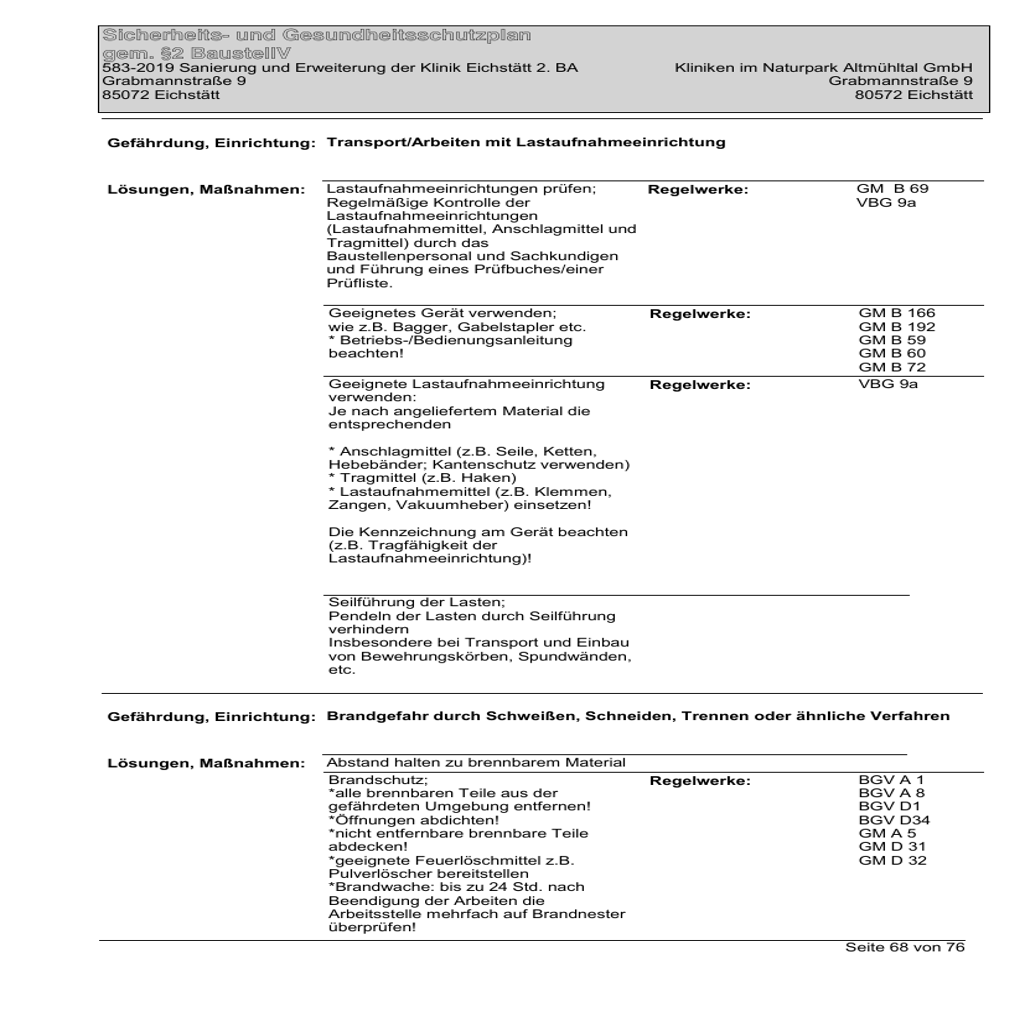 Sicherheits- und Gesundheitsschutzplan
gem. §2 BaustellV
583-2019 Sanierung und Erweiterung der Klinik Eichstätt 2. BA
Kliniken im Naturpark Altmühltal GmbH
Grabmannstraße 9
Grabmannstraße 9
85072 Eichstätt
80572 Eichstätt
Gefährdung, Einrichtung: Transport/Arbeiten mit Lastaufnahmeeinrichtung
Lösungen, Maßnahmen:
Lastaufnahmeeinrichtungen prüfen;
Regelmäßige Kontrolle der
Lastaufnahmeeinrichtungen
(Lastaufnahmemittel, Anschlagmittel und
Tragmittel) durch das
Baustellenpersonal und Sachkundigen
und Führung eines Prüfbuches/einer
Prüfliste.
Regelwerke:
GM  B 69
VBG 9a
Geeignetes Gerät verwenden;
wie z.B. Bagger, Gabelstapler etc.
* Betriebs-/Bedienungsanleitung
beachten!
Regelwerke:
GM B 166
GM B 192
GM B 59
GM B 60
GM B 72
Geeignete Lastaufnahmeeinrichtung
verwenden:
Je nach angeliefertem Material die
entsprechenden
* Anschlagmittel (z.B. Seile, Ketten,
Hebebänder; Kantenschutz verwenden)
* Tragmittel (z.B. Haken)
* Lastaufnahmemittel (z.B. Klemmen,
Zangen, Vakuumheber) einsetzen!
Die Kennzeichnung am Gerät beachten
(z.B. Tragfähigkeit der
Lastaufnahmeeinrichtung)!
Regelwerke:
VBG 9a
Seilführung der Lasten;
Pendeln der Lasten durch Seilführung
verhindern
Insbesondere bei Transport und Einbau
von Bewehrungskörben, Spundwänden,
etc.
Gefährdung, Einrichtung: Brandgefahr durch Schweißen, Schneiden, Trennen oder ähnliche Verfahren
Lösungen, Maßnahmen:
Abstand halten zu brennbarem Material
Brandschutz;
*alle brennbaren Teile aus der
gefährdeten Umgebung entfernen!
*Öffnungen abdichten!
*nicht entfernbare brennbare Teile
abdecken!
*geeignete Feuerlöschmittel z.B.
Pulverlöscher bereitstellen
*Brandwache: bis zu 24 Std. nach
Beendigung der Arbeiten die
Arbeitsstelle mehrfach auf Brandnester
überprüfen!
Regelwerke:
BGV A 1
BGV A 8
BGV D1
BGV D34
GM A 5
GM D 31
GM D 32
Seite 68 von 76